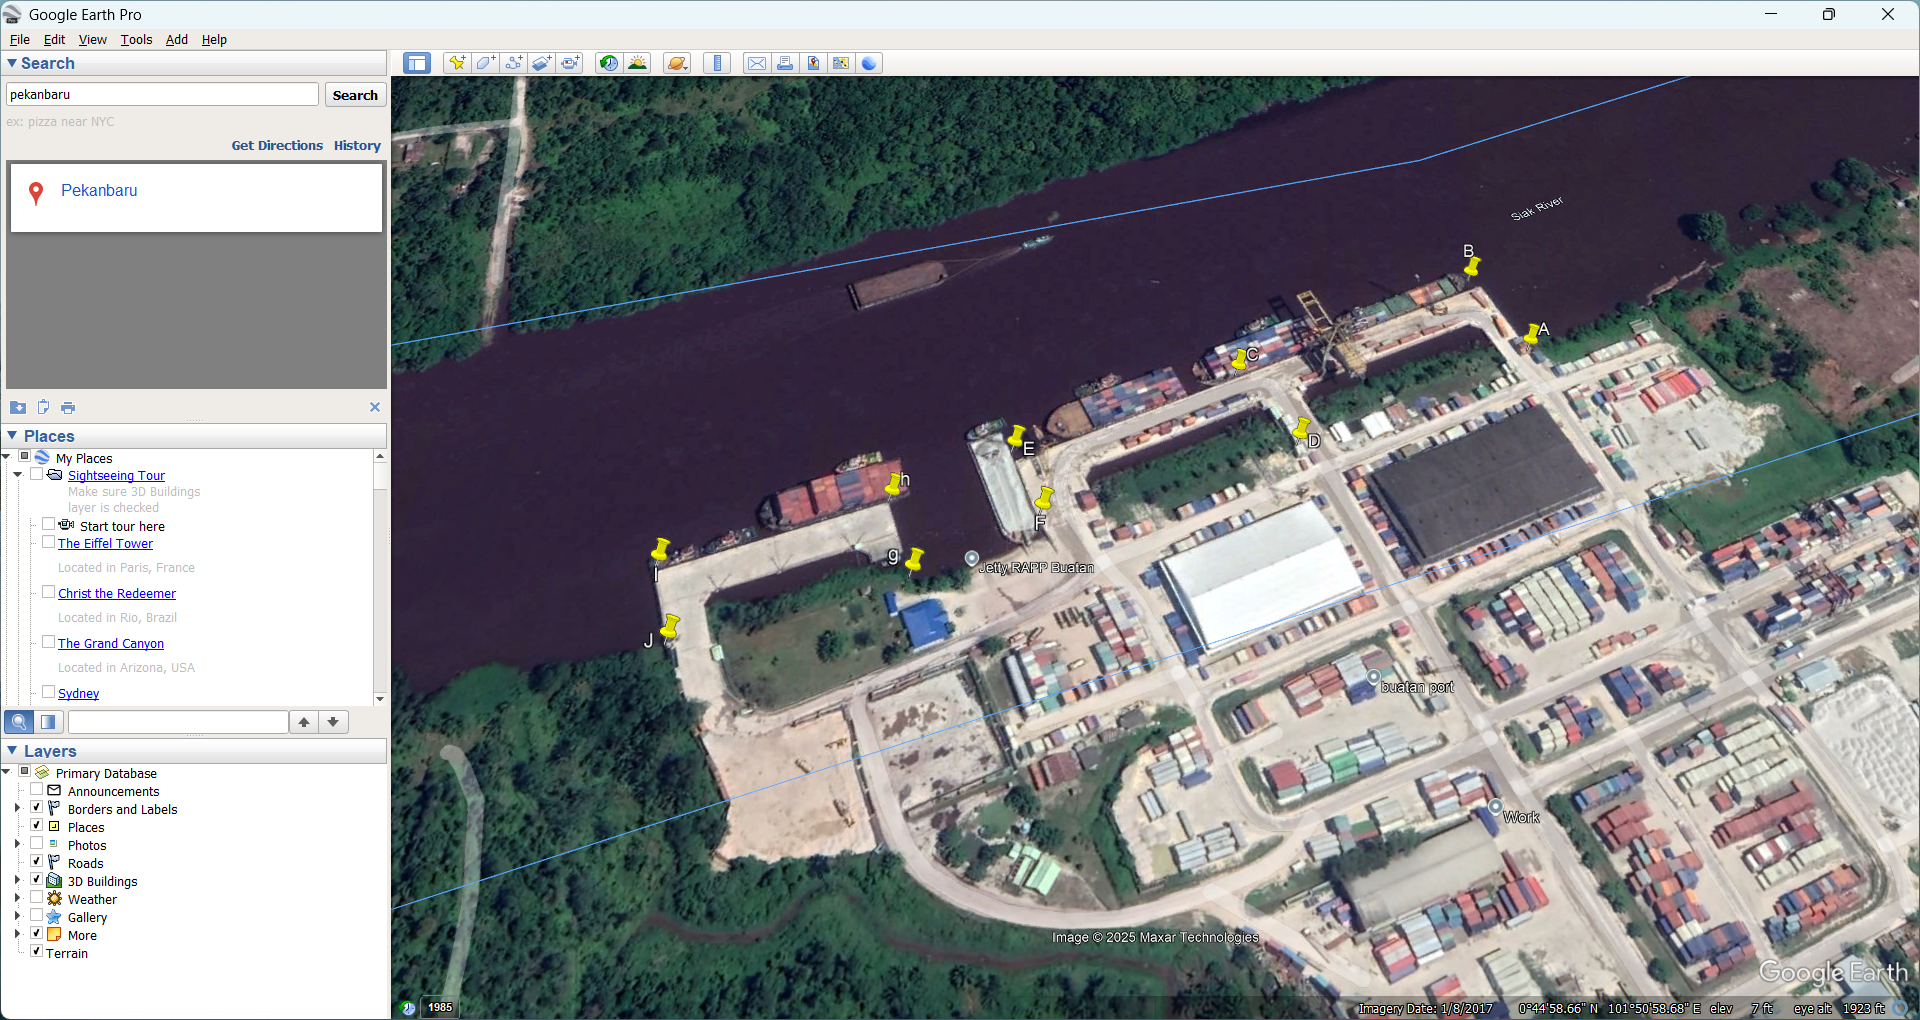 Google Earth Pro
File Edit View Tools Add Help
Search
pekanbaru
Search
ex: pizza near NYC
Get Directions History
Pekanbaru
Places
My Places
Sightseeing Tour
Make sure 3D Buildings
layer is checked
Start tour here
The Eiffel Tower
Located in Paris, France
Christ the Redeemer
Located in Rio, Brazil
The Grand Canyon
Located in Arizona, USA
Sydney
Layers
Primary Database
Announcements
Borders and Labels
Places
Photos
Roads
3D Buildings
Weather
Gallery
More
Terrain
Siak River
B
A
C
D
E
h
F
g
Jetty RAPP Buatan
I
J
buatan port
Work
Image © 2025 Maxar Technologies
Google Earth
1985
Imagery Date: 1/8/2017 0°44'58.66" N 101°50'58.68" E elev 7 ft eye alt 1923 ft